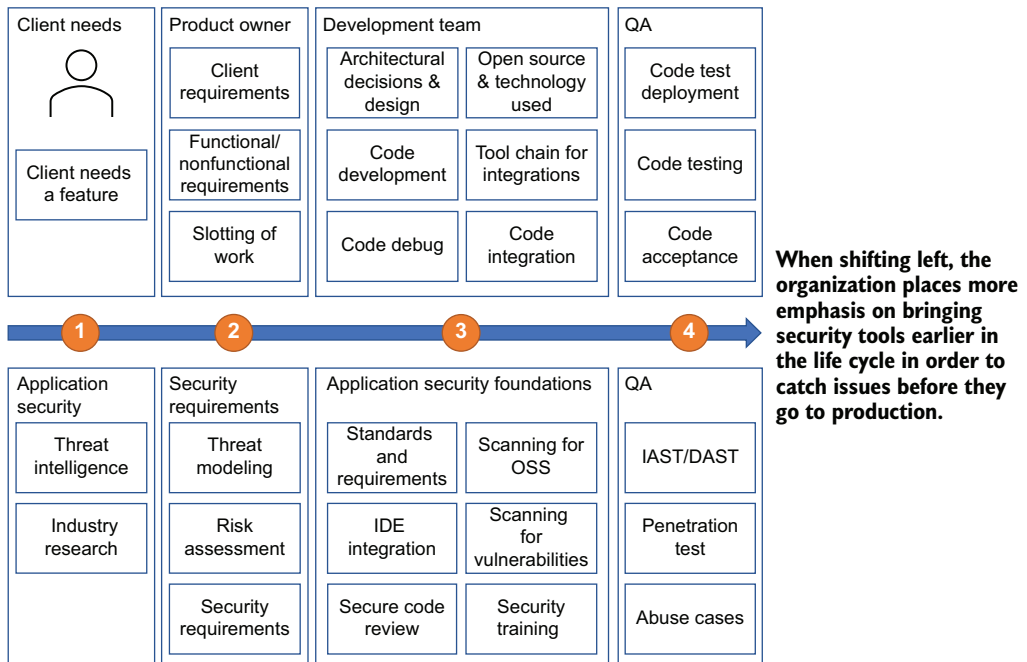 Client needs
Client needs
a feature
Product owner
Client
requirements
Functional/
nonfunctional
requirements
Slotting of
work
Development team
Architectural
decisions &
design
Open source
& technology
used
Code
development
Tool chain for
integrations
Code debug
Code
integration
QA
Code test
deployment
Code testing
Code
acceptance
1
2
3
4
When shifting left, the
organization places more
emphasis on bringing
security tools earlier in
the life cycle in order to
catch issues before they
go to production.
Application
security
Threat
intelligence
Industry
research
Security
requirements
Threat
modeling
Risk
assessment
Security
requirements
Application security foundations
Standards
and
requirements
Scanning for
OSS
IDE
integration
Scanning
for
vulnerabilities
Secure code
review
Security
training
QA
IAST/DAST
Penetration
test
Abuse cases